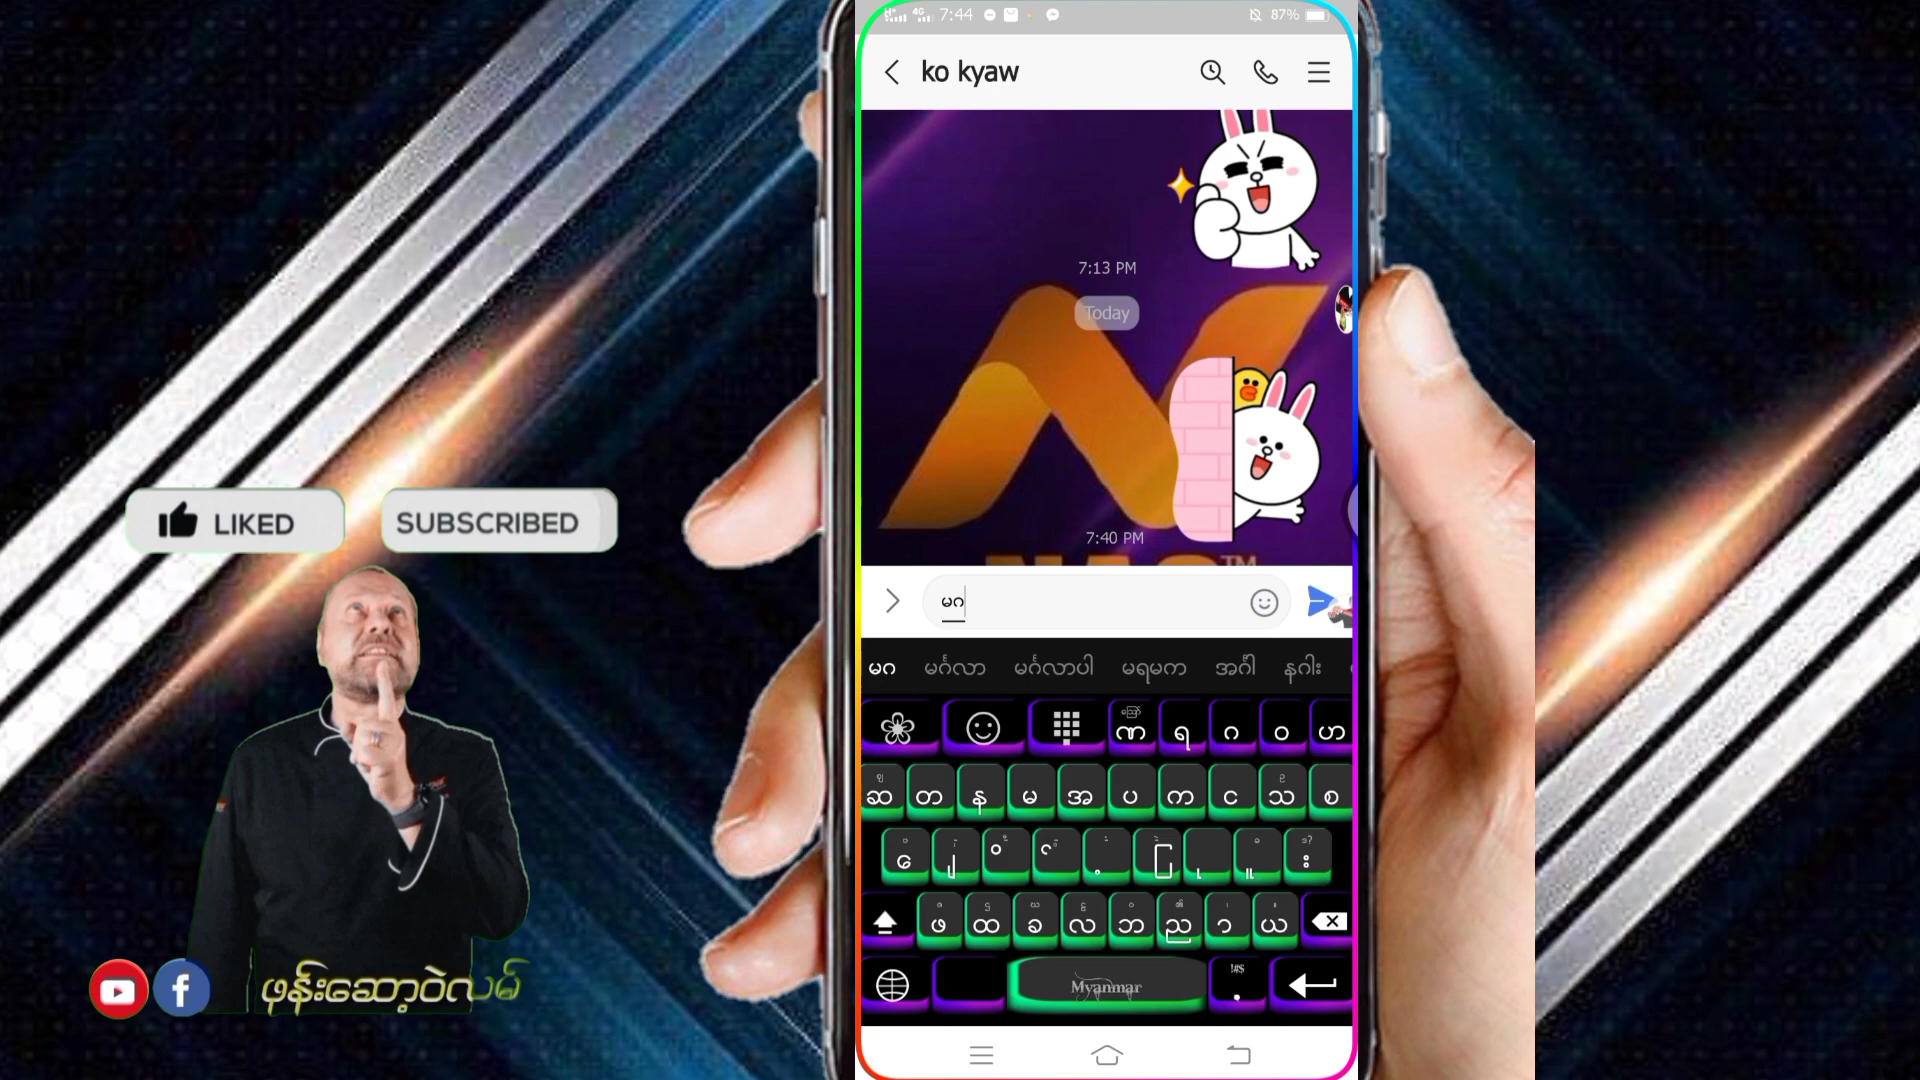 4G 7:44 87%
ko kyaw
7:13 PM
Today
7:40 PM
TM
LIKED
SUBSCRIBED
မဂ
မဂ မင်္ဂလာ မင်္ဂလာပါ မရမက အင်္ဂါ နဂါး
ဏ ရ ဂ ဝ ဟ
ဆ တ န မ အ ပ က င သ စ
ဖ ထ ခ လ ဘ ည ာ ယ
Myanmar !#$ .
ဖုန်းဆော့ဝဲလမ်